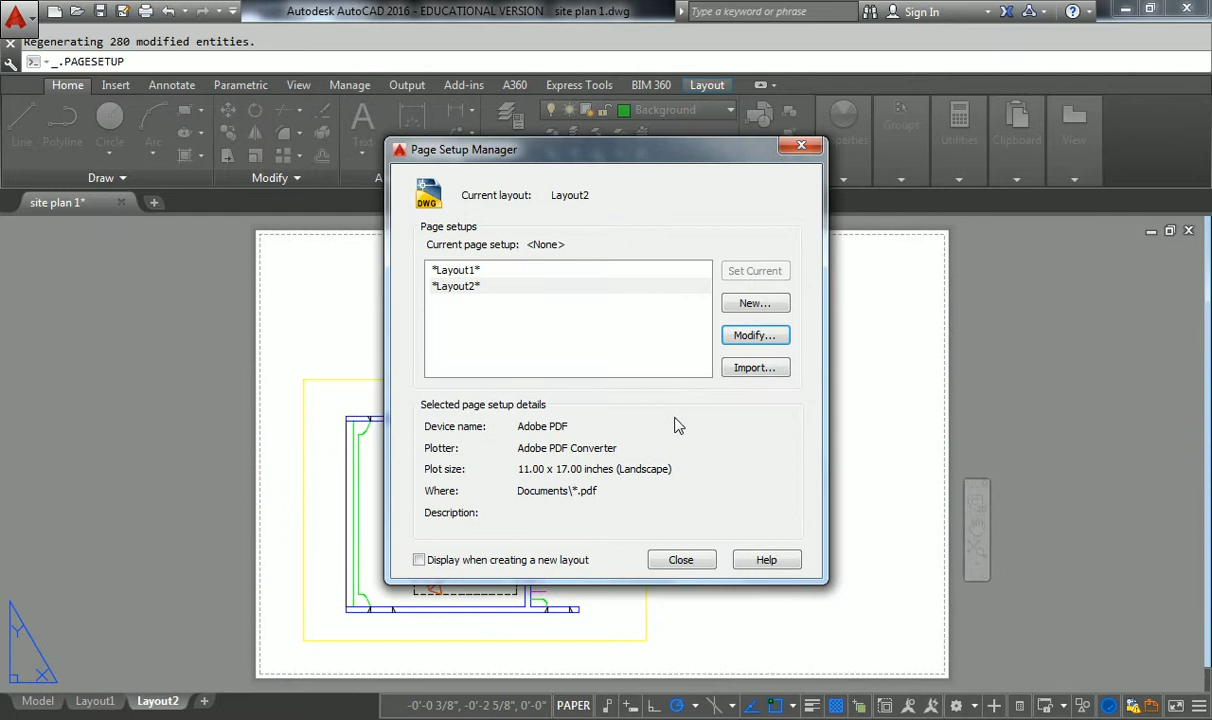 Autodesk AutoCAD 2016 - EDUCATIONAL VERSION site plan 1.dwg
Type a keyword or phrase
Sign In
Regenerating 280 modified entities.
_.PAGESETUP
Home Insert Annotate Parametric View Manage Output Add-ins A360 Express Tools BIM 360 Layout
Background
Line Polyline Circle Arc Text Groups Utilities Clipboard View
Draw Modify
site plan 1*
Page Setup Manager
DWG
Current layout: Layout2
Page setups
Current page setup: <None>
*Layout1*
*Layout2*
Set Current
New...
Modify...
Import...
Selected page setup details
Device name: Adobe PDF
Plotter: Adobe PDF Converter
Plot size: 11.00 x 17.00 inches (Landscape)
Where: Documents\*.pdf
Description:
Display when creating a new layout
Close
Help
Y
X
Model Layout1 Layout2
-0'-0 3/8", -0'-2 5/8", 0'-0"
PAPER